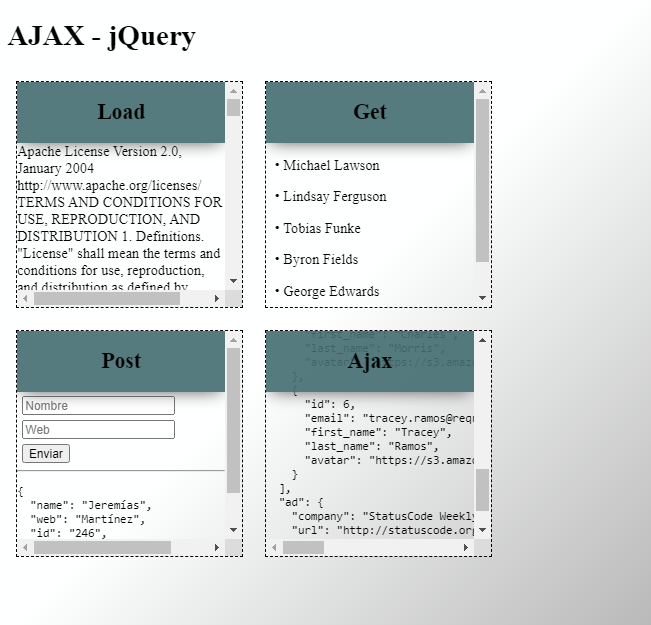 AJAX - jQuery
Load
Apache License Version 2.0,
January 2004
http://www.apache.org/licenses/
TERMS AND CONDITIONS FOR
USE, REPRODUCTION, AND
DISTRIBUTION 1. Definitions.
"License" shall mean the terms and
conditions for use, reproduction,
and distribution as defined by
Get
• Michael Lawson
• Lindsay Ferguson
• Tobias Funke
• Byron Fields
• George Edwards
Post
Nombre
Web
Enviar
{
"name": "Jeremías",
"web": "Martínez",
"id": "246",
Ajax
"first_name": "Charles",
"last_name": "Morris",
"avatar": "https://s3.amaz
},
{
"id": 6,
"email": "tracey.ramos@req
"first_name": "Tracey",
"last_name": "Ramos",
"avatar": "https://s3.amaz
}
],
"ad": {
"company": "StatusCode Weekly
"url": "http://statuscode.org